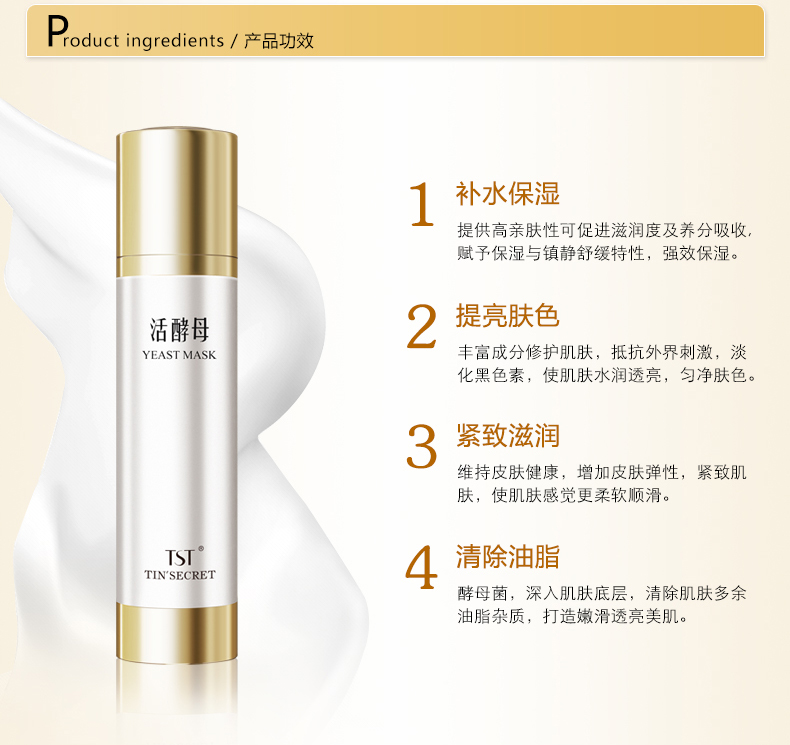 Product ingredients / 产品功效
1 补水保湿
提供高亲肤性可促进滋润度及养分吸收,
赋予保湿与镇静舒缓特性，强效保湿。
2 提亮肤色
丰富成分修护肌肤，抵抗外界刺激，淡
化黑色素，使肌肤水润透亮，匀净肤色。
3 紧致滋润
维持皮肤健康，增加皮肤弹性，紧致肌
肤，使肌肤感觉更柔软顺滑。
4 清除油脂
酵母菌，深入肌肤底层，清除肌肤多余
油脂杂质，打造嫩滑透亮美肌。
活酵母
YEAST MASK
TST®
TIN'SECRET